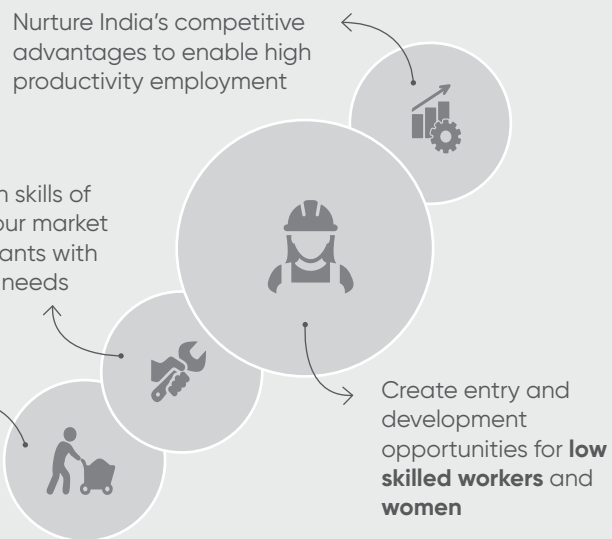 Nurture India’s competitive
advantages to enable high
productivity employment
skills of
market
with
needs
Create entry and
development
opportunities for low
skilled workers and
women